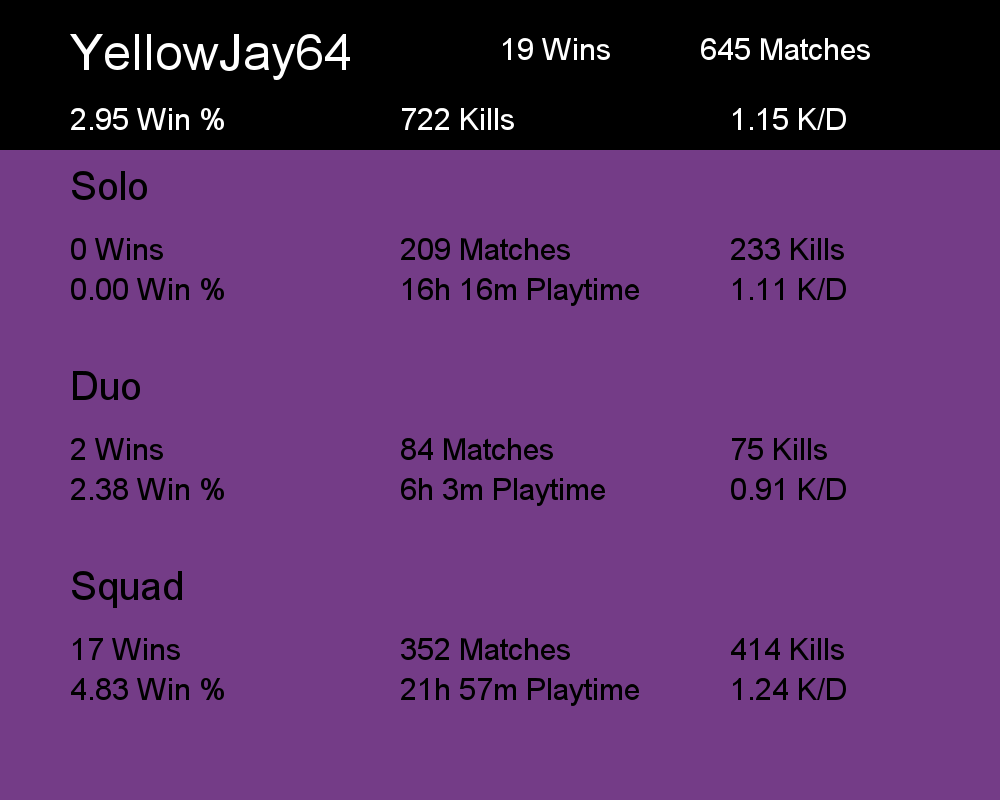 YellowJay64 19 Wins 645 Matches
2.95 Win % 722 Kills 1.15 K/D
Solo
0 Wins 209 Matches 233 Kills
0.00 Win % 16h 16m Playtime 1.11 K/D
Duo
2 Wins 84 Matches 75 Kills
2.38 Win % 6h 3m Playtime 0.91 K/D
Squad
17 Wins 352 Matches 414 Kills
4.83 Win % 21h 57m Playtime 1.24 K/D